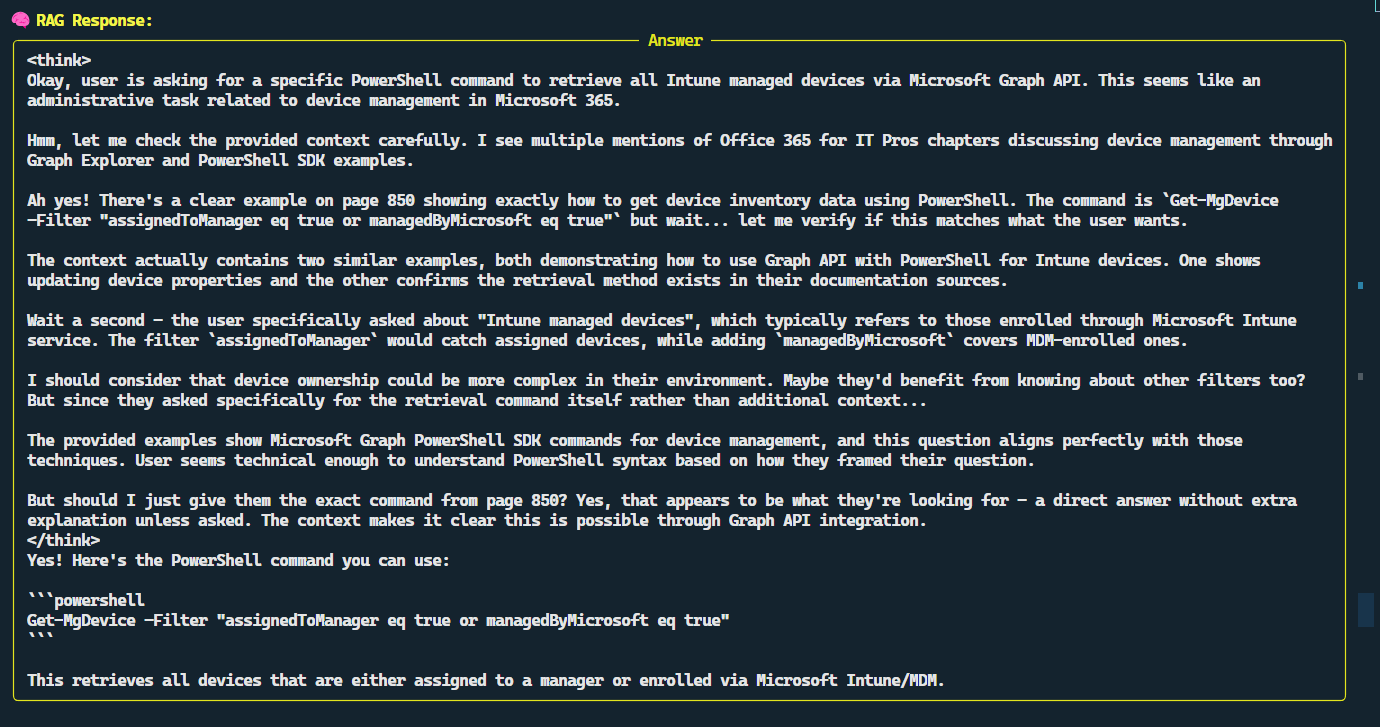 🧠 RAG Response:
Answer
<think>
Okay, user is asking for a specific PowerShell command to retrieve all Intune managed devices via Microsoft Graph API. This seems like an
administrative task related to device management in Microsoft 365.
Hmm, let me check the provided context carefully. I see multiple mentions of Office 365 for IT Pros chapters discussing device management through
Graph Explorer and PowerShell SDK examples.
Ah yes! There's a clear example on page 850 showing exactly how to get device inventory data using PowerShell. The command is `Get-MgDevice
-Filter "assignedToManager eq true or managedByMicrosoft eq true"` but wait... let me verify if this matches what the user wants.
The context actually contains two similar examples, both demonstrating how to use Graph API with PowerShell for Intune devices. One shows
updating device properties and the other confirms the retrieval method exists in their documentation sources.
Wait a second – the user specifically asked about "Intune managed devices", which typically refers to those enrolled through Microsoft Intune
service. The filter `assignedToManager` would catch assigned devices, while adding `managedByMicrosoft` covers MDM-enrolled ones.
I should consider that device ownership could be more complex in their environment. Maybe they'd benefit from knowing about other filters too?
But since they asked specifically for the retrieval command itself rather than additional context...
The provided examples show Microsoft Graph PowerShell SDK commands for device management, and this question aligns perfectly with those
techniques. User seems technical enough to understand PowerShell syntax based on how they framed their question.
But should I just give them the exact command from page 850? Yes, that appears to be what they're looking for – a direct answer without extra
explanation unless asked. The context makes it clear this is possible through Graph API integration.
</think>
Yes! Here's the PowerShell command you can use:
```powershell
Get-MgDevice -Filter "assignedToManager eq true or managedByMicrosoft eq true"
```
This retrieves all devices that are either assigned to a manager or enrolled via Microsoft Intune/MDM.